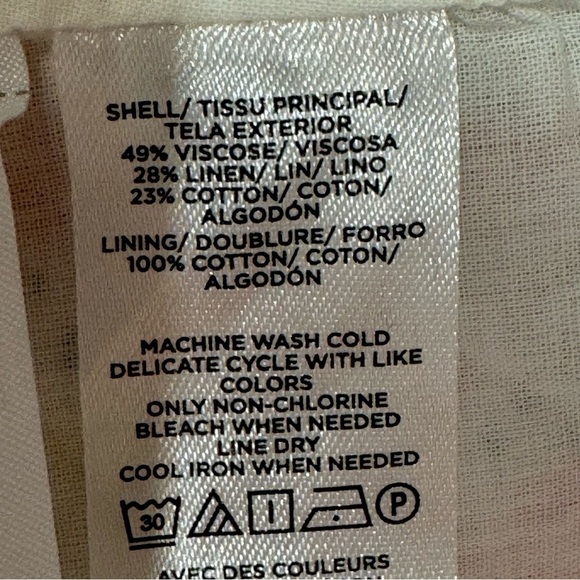 SHELL/ TISSU PRINCIPAL/
TELA EXTERIOR
49% VISCOSE/ VISCOSA
28% LINEN/ LIN/ LINO
23% COTTON/ COTON/
ALGODÓN
LINING/ DOUBLURE/ FORRO
100% COTTON/ COTON/
ALGODÓN
MACHINE WASH COLD
DELICATE CYCLE WITH LIKE
COLORS
ONLY NON-CHLORINE
BLEACH WHEN NEEDED
LINE DRY
COOL IRON WHEN NEEDED
30 P
AVEC DES COULEURS